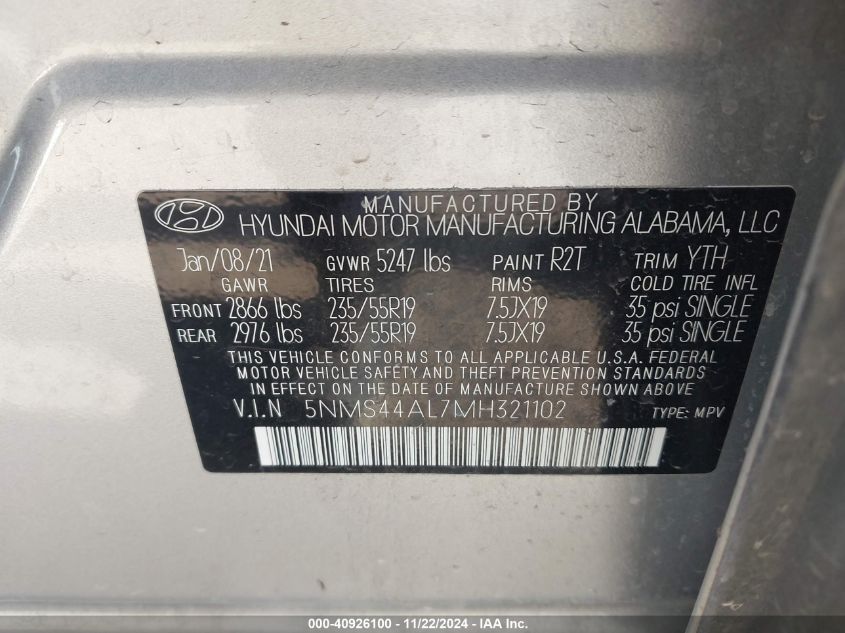 MANUFACTURED BY
HYUNDAI MOTOR MANUFACTURING ALABAMA, LLC
Jan/08/21 GVWR 5247 lbs PAINT R2T TRIM YTH
GAWR TIRES RIMS COLD TIRE INFL
FRONT 2866 lbs 235/55R19 7.5JX19 35 psi SINGLE
REAR 2976 lbs 235/55R19 7.5JX19 35 psi SINGLE
THIS VEHICLE CONFORMS TO ALL APPLICABLE U.S.A. FEDERAL
MOTOR VEHICLE SAFETY AND THEFT PREVENTION STANDARDS
IN EFFECT ON THE DATE OF MANUFACTURE SHOWN ABOVE
V.I.N 5NMS44AL7MH321102 TYPE: MPV
000-40926100 - 11/22/2024 - IAA Inc.